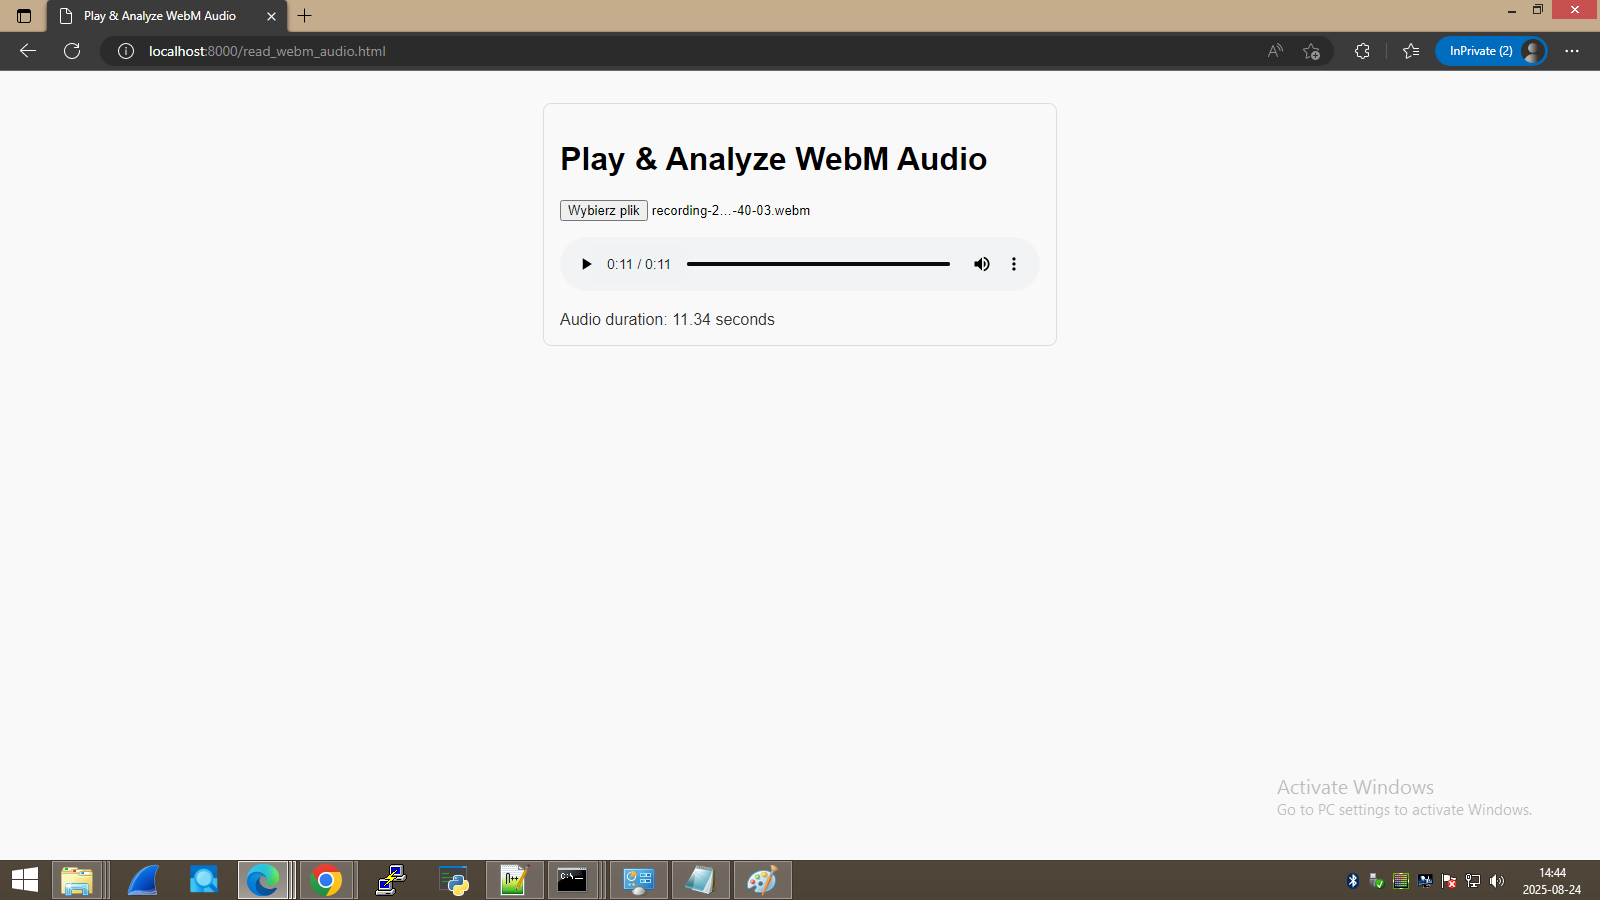 Play & Analyze WebM Audio
localhost:8000/read_webm_audio.html
InPrivate (2)
Play & Analyze WebM Audio
Wybierz plik recording-2...-40-03.webm
0:11 / 0:11
Audio duration: 11.34 seconds
Activate Windows
Go to PC settings to activate Windows.
14:44
2025-08-24